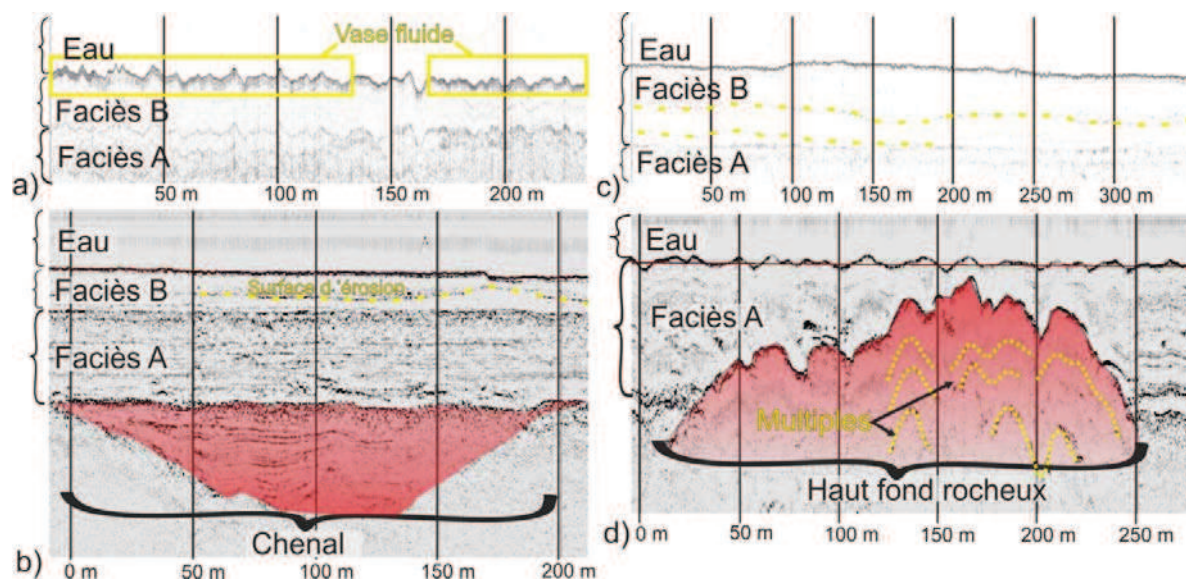 Eau
Vase fluide
Faciès B
Faciès A
a)
50 m 100 m 150 m 200 m
Eau
Faciès B
Faciès A
c)
50 m 100 m 150 m 200 m 250 m 300 m
Eau
Faciès B
Surface d 'érosion
Faciès A
Chenal
b)
0 m 50 m 100 m 150 m 200 m
Eau
Faciès A
Multiples
Haut fond rocheux
d)
0 m 50 m 100 m 150 m 200 m 250 m